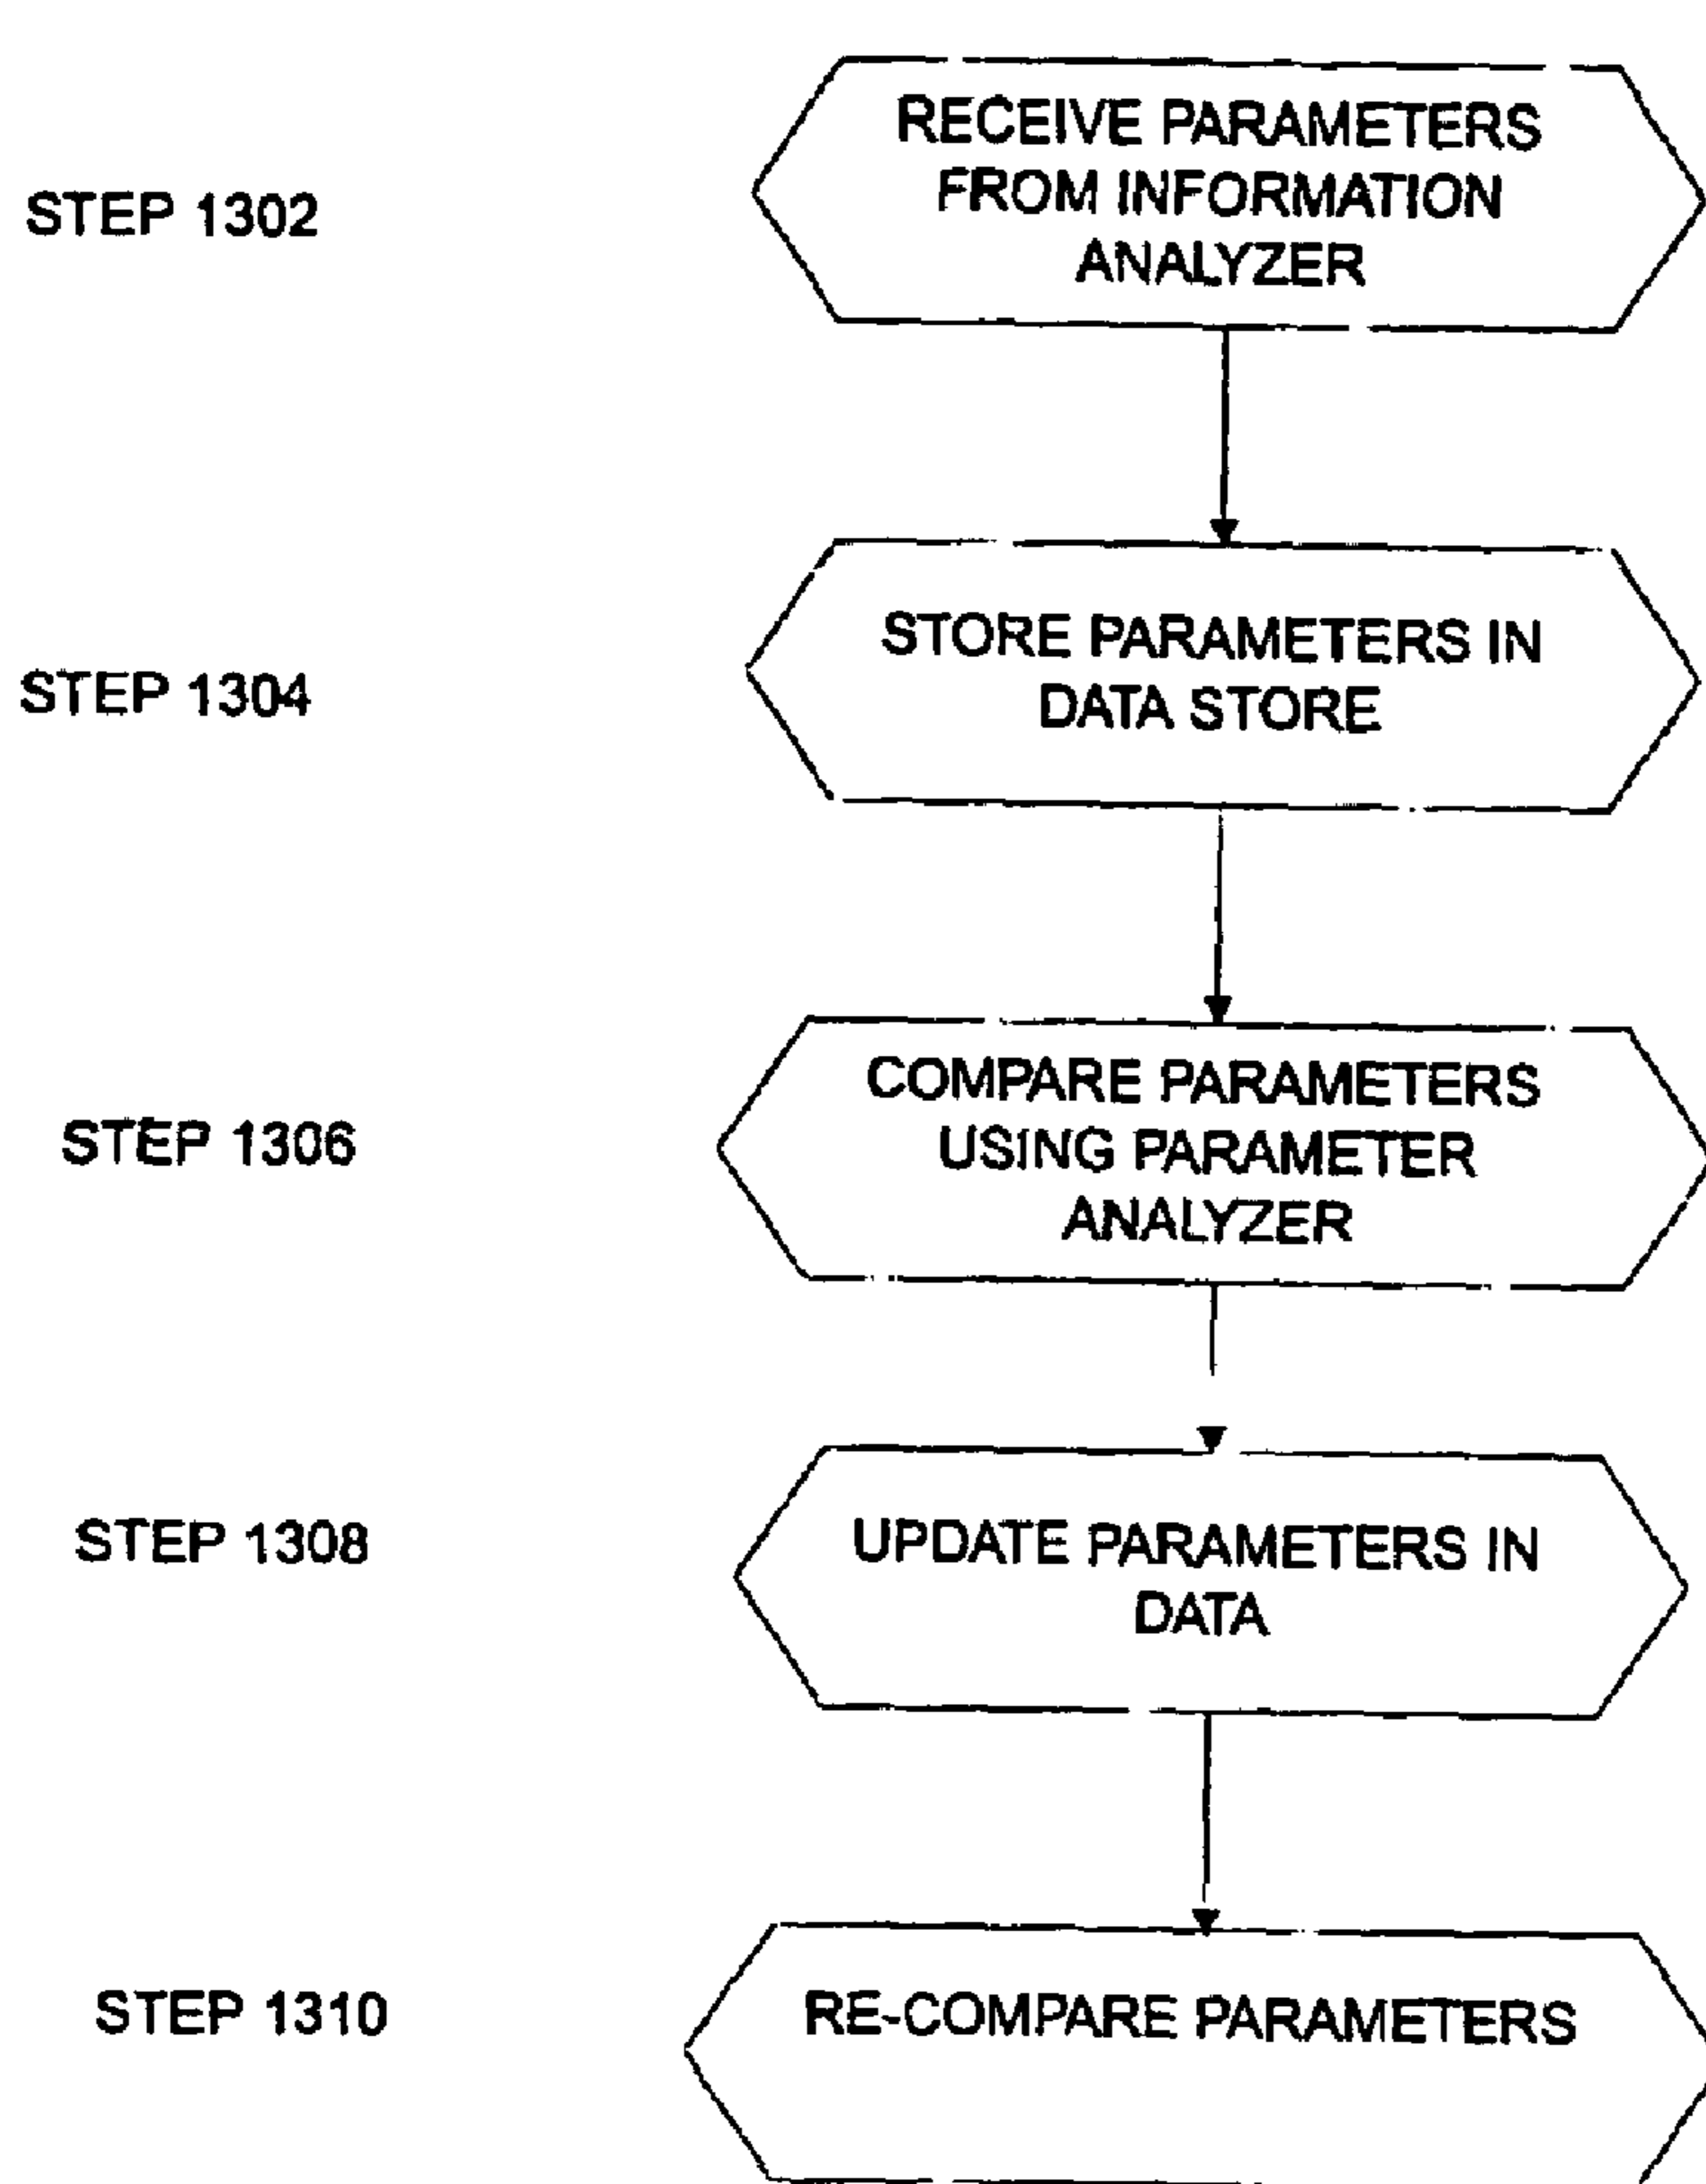 RECEIVE PARAMETERS
FROM INFORMATION
ANALYZER
STEP 1302
STORE PARAMETERS IN
DATA STORE
STEP 1304
COMPARE PARAMETERS
USING PARAMETER
ANALYZER
STEP 1306
UPDATE PARAMETERS IN
DATA
STEP 1308
RE-COMPARE PARAMETERS
STEP 1310